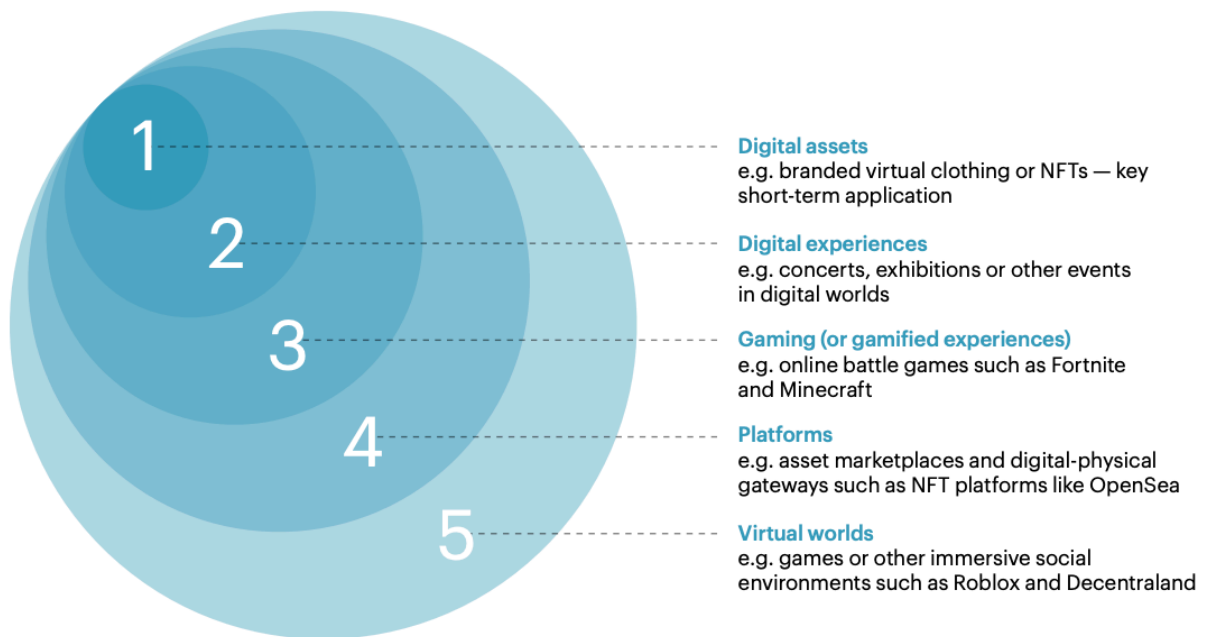 1
Digital assets
e.g. branded virtual clothing or NFTs — key
short-term application
2
Digital experiences
e.g. concerts, exhibitions or other events
in digital worlds
3
Gaming (or gamified experiences)
e.g. online battle games such as Fortnite
and Minecraft
4
Platforms
e.g. asset marketplaces and digital-physical
gateways such as NFT platforms like OpenSea
5
Virtual worlds
e.g. games or other immersive social
environments such as Roblox and Decentraland